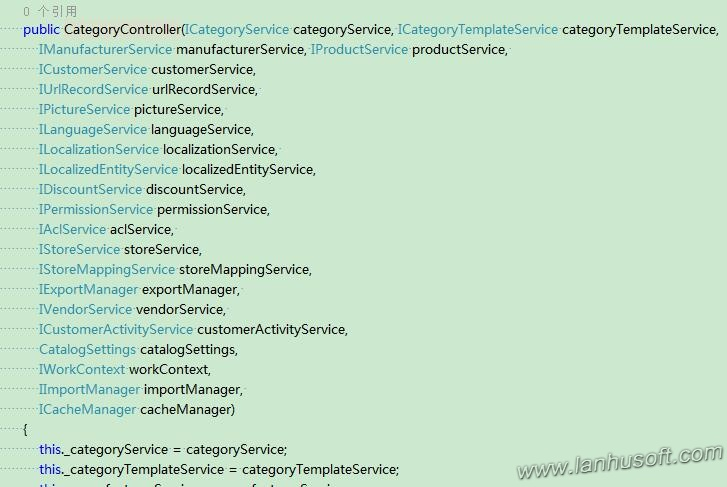 0 个引用
public CategoryController(ICategoryService categoryService, ICategoryTemplateService categoryTemplateService,
IManufacturerService manufacturerService, IProductService productService,
ICustomerService customerService,
IUrlRecordService urlRecordService,
IPictureService pictureService,
ILanguageService languageService,
ILocalizationService localizationService,
ILocalizedEntityService localizedEntityService,
IDiscountService discountService,
IPermissionService permissionService,
IAclService aclService,
IStoreService storeService,
IStoreMappingService storeMappingService,
IExportManager exportManager,
IVendorService vendorService,
ICustomerActivityService customerActivityService,
CatalogSettings catalogSettings,
IWorkContext workContext,
IImportManager importManager,
ICacheManager cacheManager)
{
this._categoryService = categoryService;
this._categoryTemplateService = categoryTemplateService;
www.lanhusoft.com